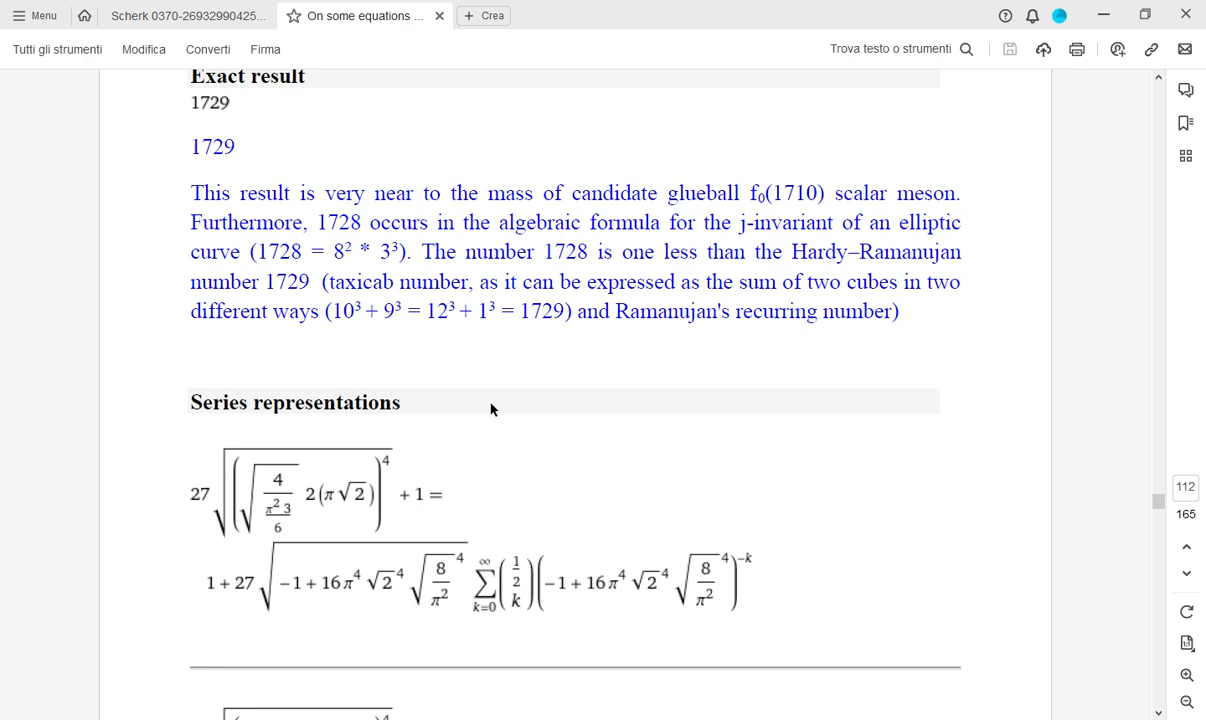 Menu Scherk 0370-26932990425... On some equations ... + Crea
Tutti gli strumenti Modifica Converti Firma Trova testo o strumenti
Exact result
1729
1729
This result is very near to the mass of candidate glueball f₀(1710) scalar meson.
Furthermore, 1728 occurs in the algebraic formula for the j-invariant of an elliptic
curve (1728 = 8² * 3³). The number 1728 is one less than the Hardy–Ramanujan
number 1729 (taxicab number, as it can be expressed as the sum of two cubes in two
different ways (10³ + 9³ = 12³ + 1³ = 1729) and Ramanujan's recurring number)
Series representations
27 √((√(4/((π² 3)/6)) 2(π √2))⁴) + 1 =
1 + 27 √(-1 + 16 π⁴ √2⁴ √(8/π²)⁴) ∑_{k=0}^{∞} (1/2 k) (-1 + 16 π⁴ √2⁴ √(8/π²)⁴)^{-k}
112
165